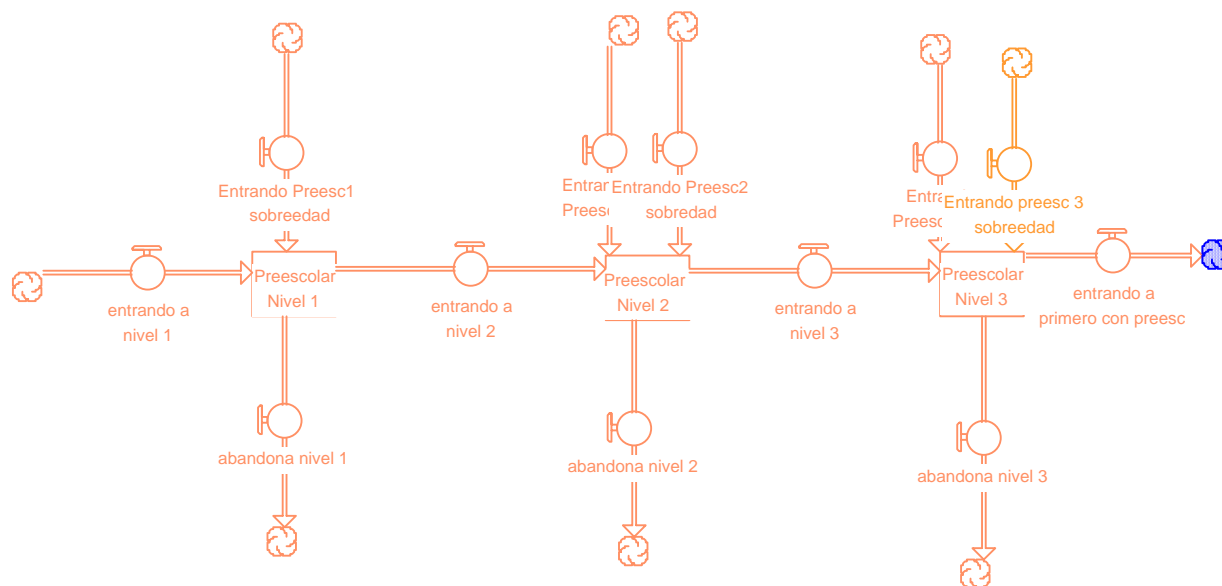 Entrando Preesc1
sobreedad
Entrando Preesc2
sobredad
Entrando preesc 3
sobreedad
Preescolar
Nivel 1
Preescolar
Nivel 2
Preescolar
Nivel 3
entrando a
nivel 1
entrando a
nivel 2
entrando a
nivel 3
entrando a
primero con preesc
abandona nivel 1
abandona nivel 2
abandona nivel 3